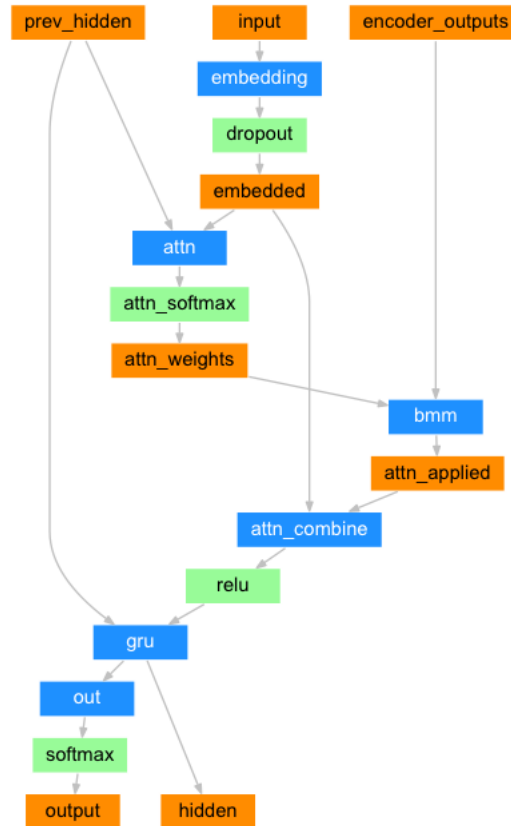 prev_hidden
input
encoder_outputs
embedding
dropout
embedded
attn
attn_softmax
attn_weights
bmm
attn_applied
attn_combine
relu
gru
out
softmax
output
hidden